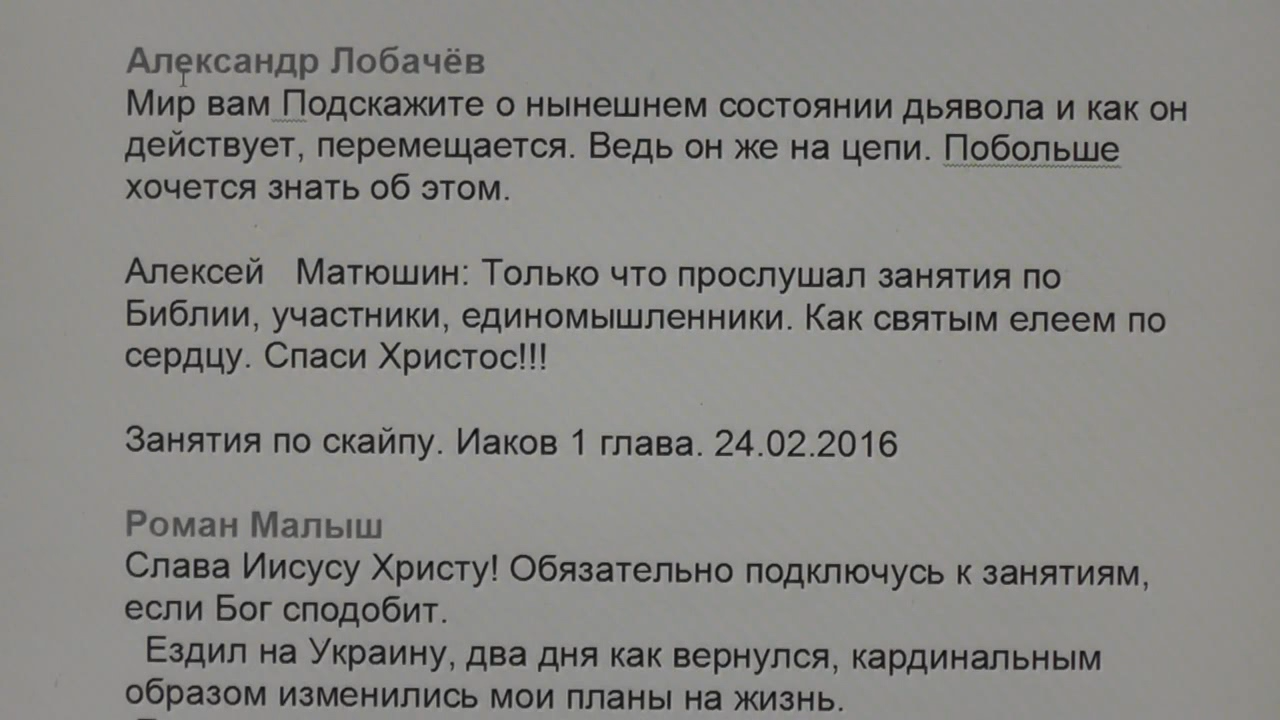 Александр Лобачёв
Мир вам Подскажите о нынешнем состоянии дьявола и как он
действует, перемещается. Ведь он же на цепи. Побольше
хочется знать об этом.
Алексей Матюшин: Только что прослушал занятия по
Библии, участники, единомышленники. Как святым елеем по
сердцу. Спаси Христос!!!
Занятия по скайпу. Иаков 1 глава. 24.02.2016
Роман Малыш
Слава Иисусу Христу! Обязательно подключусь к занятиям,
если Бог сподобит.
Ездил на Украину, два дня как вернулся, кардинальным
образом изменились мои планы на жизнь.